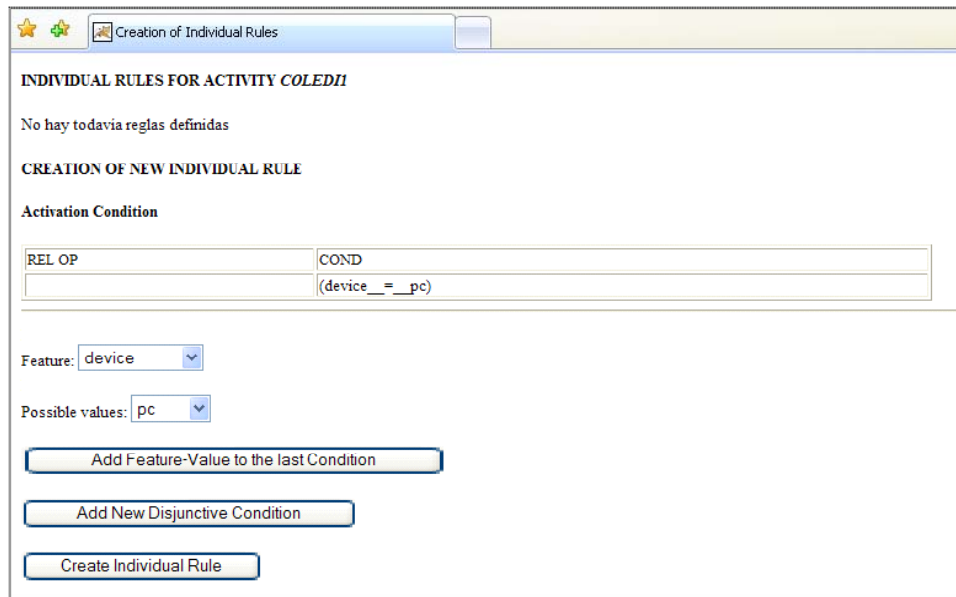 Creation of Individual Rules
INDIVIDUAL RULES FOR ACTIVITY COLEDI1
No hay todavía reglas definidas
CREATION OF NEW INDIVIDUAL RULE
Activation Condition
REL OP COND
(device__=__pc)
Feature: device
Possible values: pc
Add Feature-Value to the last Condition
Add New Disjunctive Condition
Create Individual Rule